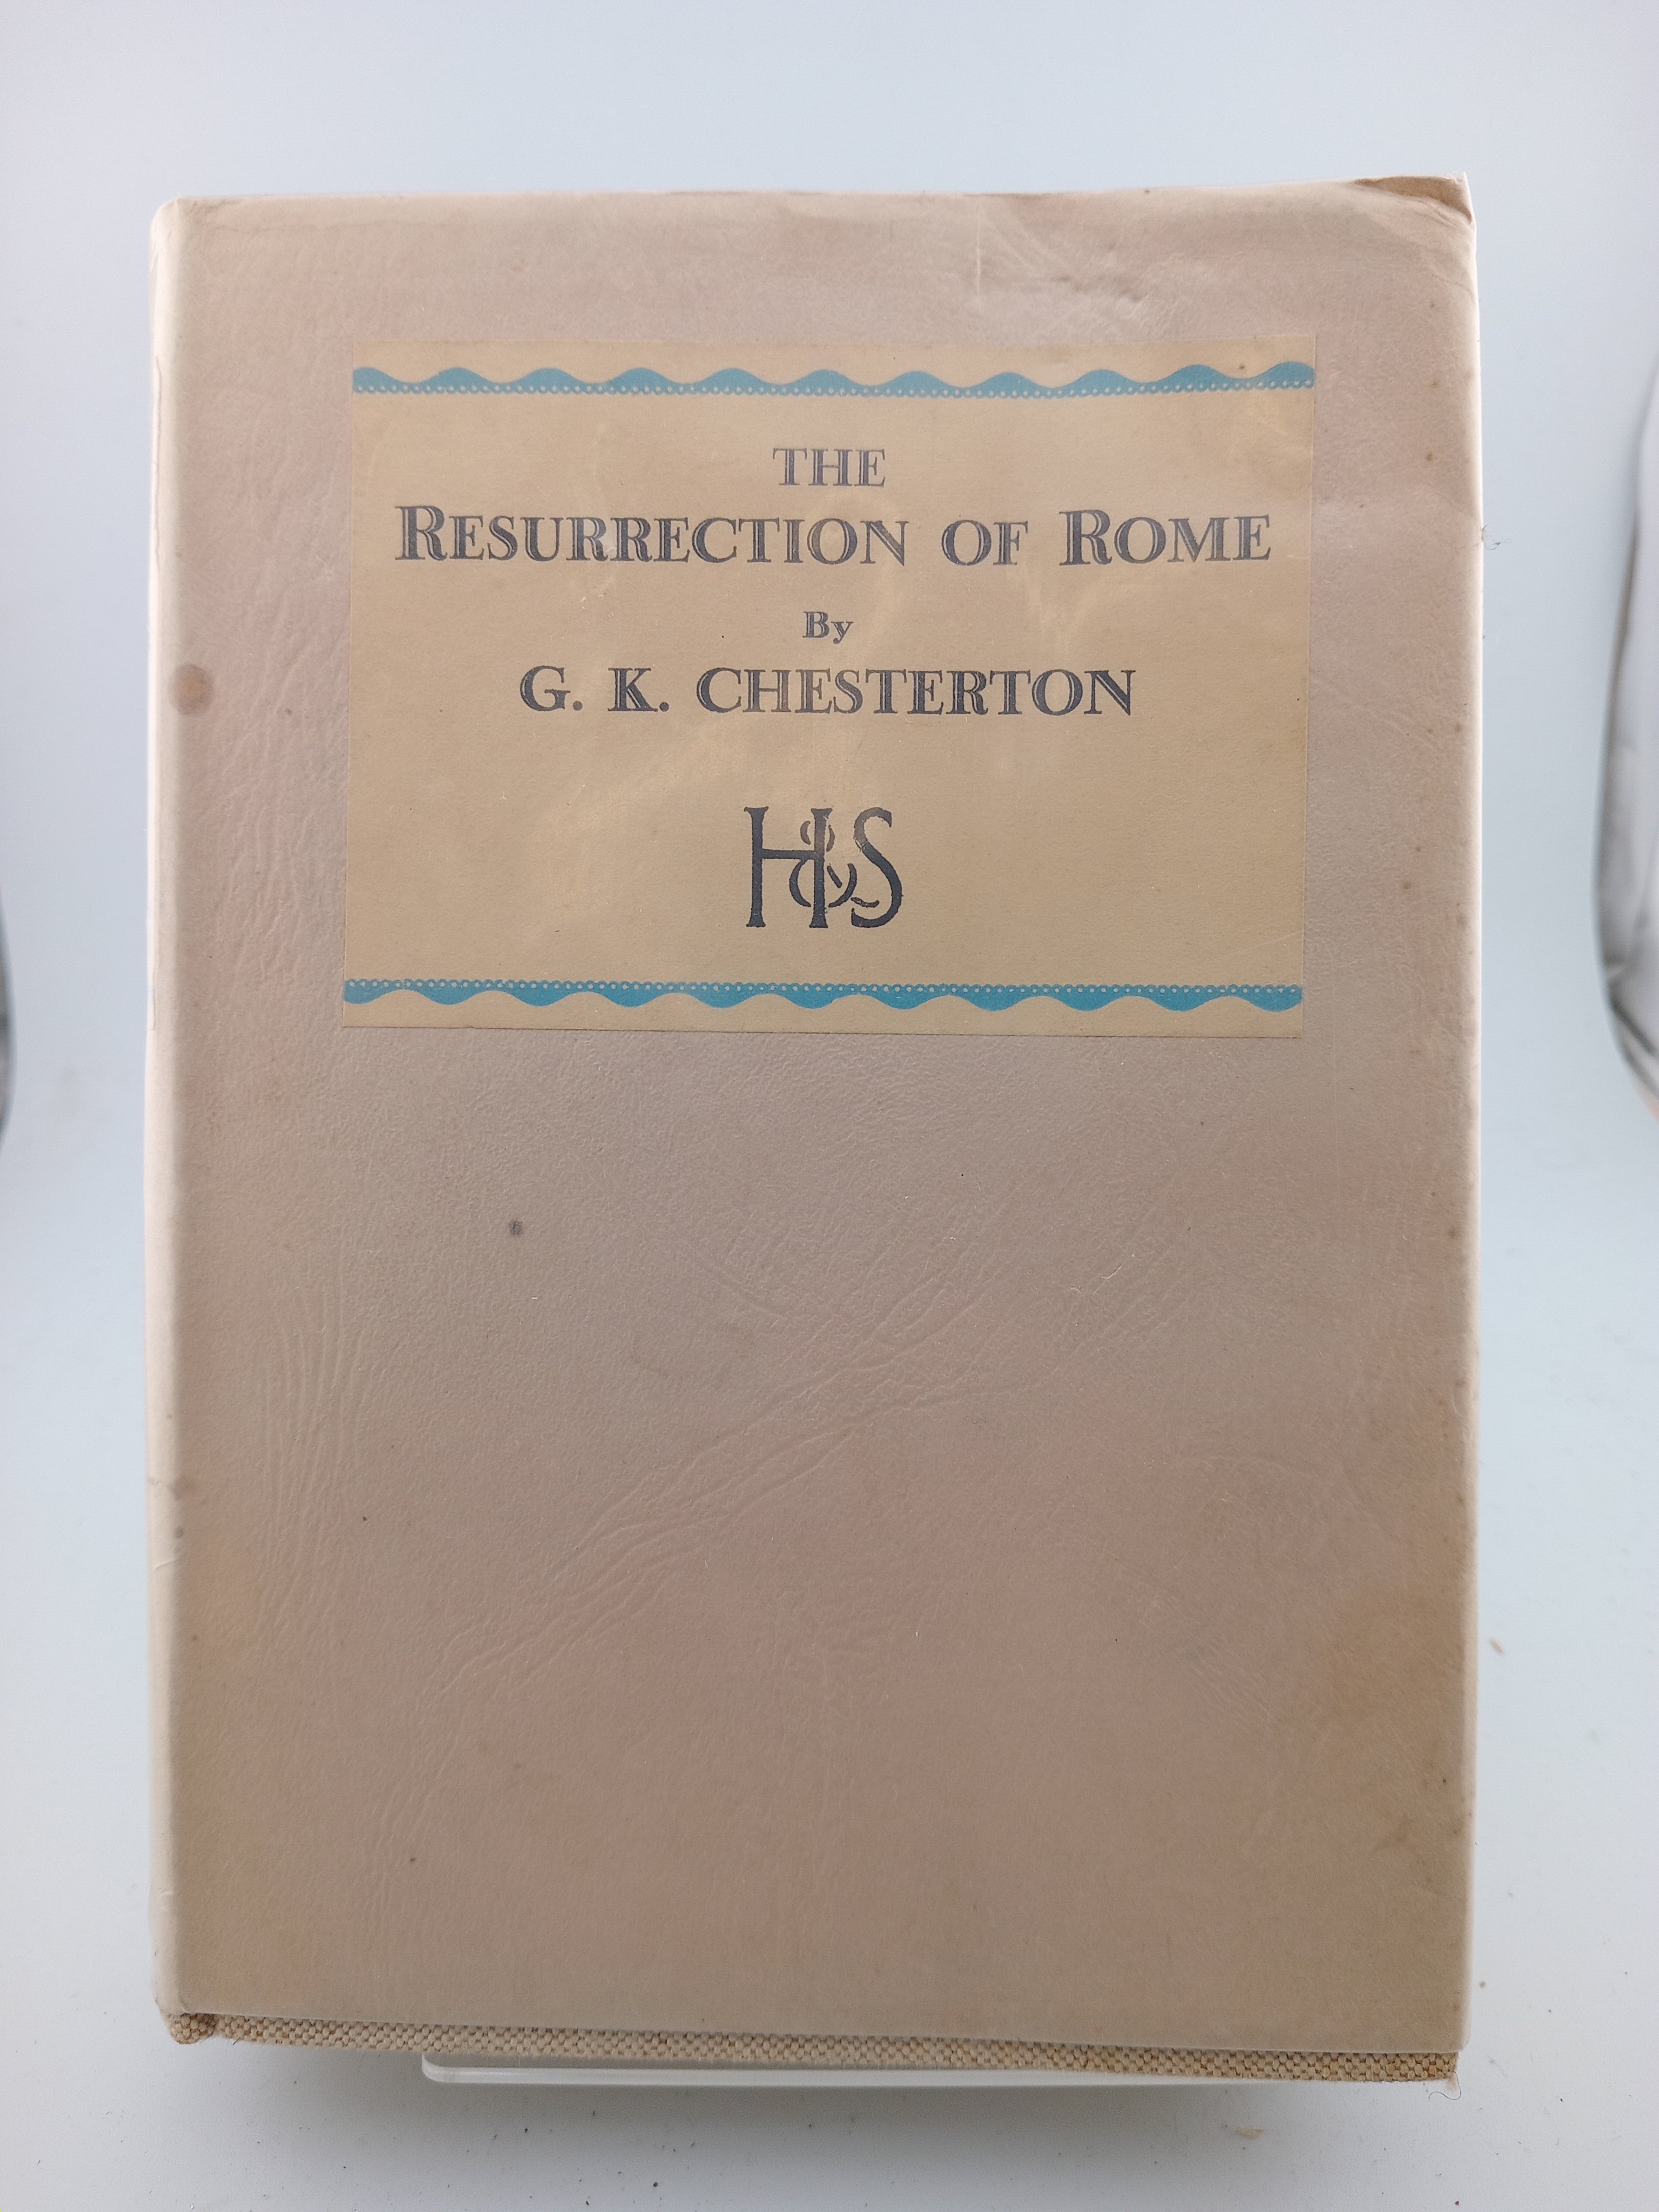 THE
RESURRECTION OF ROME
By
G. K. CHESTERTON
H&S